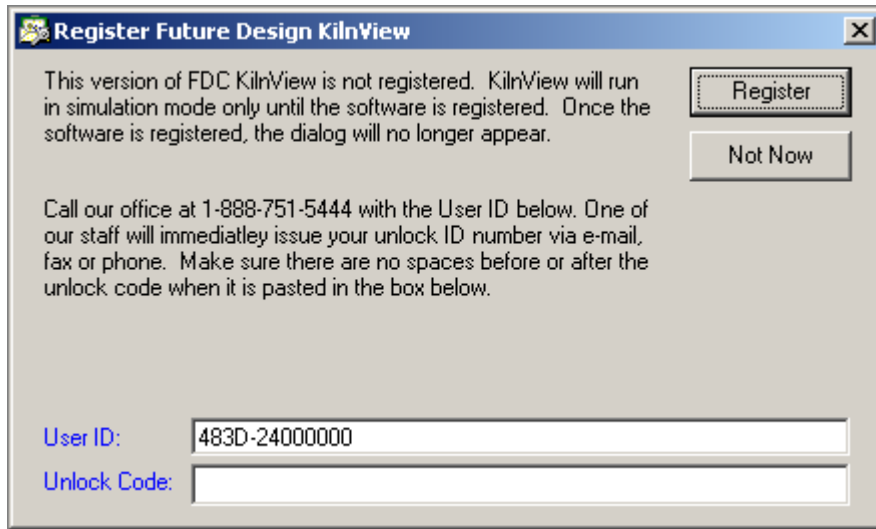 Register Future Design KilnView
This version of FDC KilnView is not registered. KilnView will run
in simulation mode only until the software is registered. Once the
software is registered, the dialog will no longer appear.
Register
Not Now
Call our office at 1-888-751-5444 with the User ID below. One of
our staff will immediatley issue your unlock ID number via e-mail,
fax or phone. Make sure there are no spaces before or after the
unlock code when it is pasted in the box below.
User ID: 483D-24000000
Unlock Code: